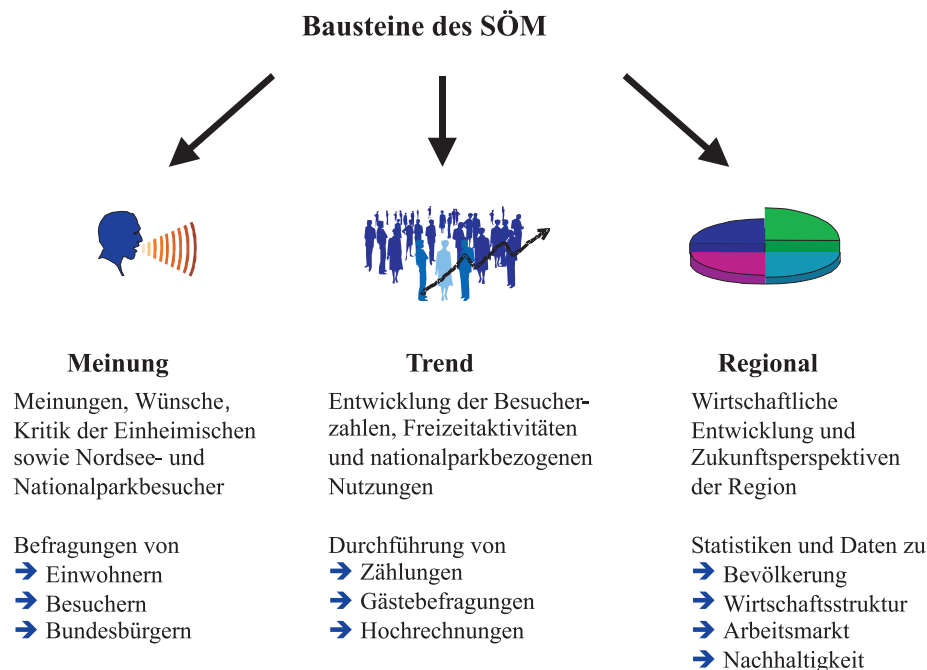 Bausteine des SÖM
Meinung
Meinungen, Wünsche,
Kritik der Einheimischen
sowie Nordsee- und
Nationalparkbesucher
Befragungen von
➔ Einwohnern
➔ Besuchern
➔ Bundesbürgern
Trend
Entwicklung der Besucher-
zahlen, Freizeitaktivitäten
und nationalparkbezogenen
Nutzungen
Durchführung von
➔ Zählungen
➔ Gästebefragungen
➔ Hochrechnungen
Regional
Wirtschaftliche
Entwicklung und
Zukunftsperspektiven
der Region
Statistiken und Daten zu
➔ Bevölkerung
➔ Wirtschaftsstruktur
➔ Arbeitsmarkt
➔ Nachhaltigkeit